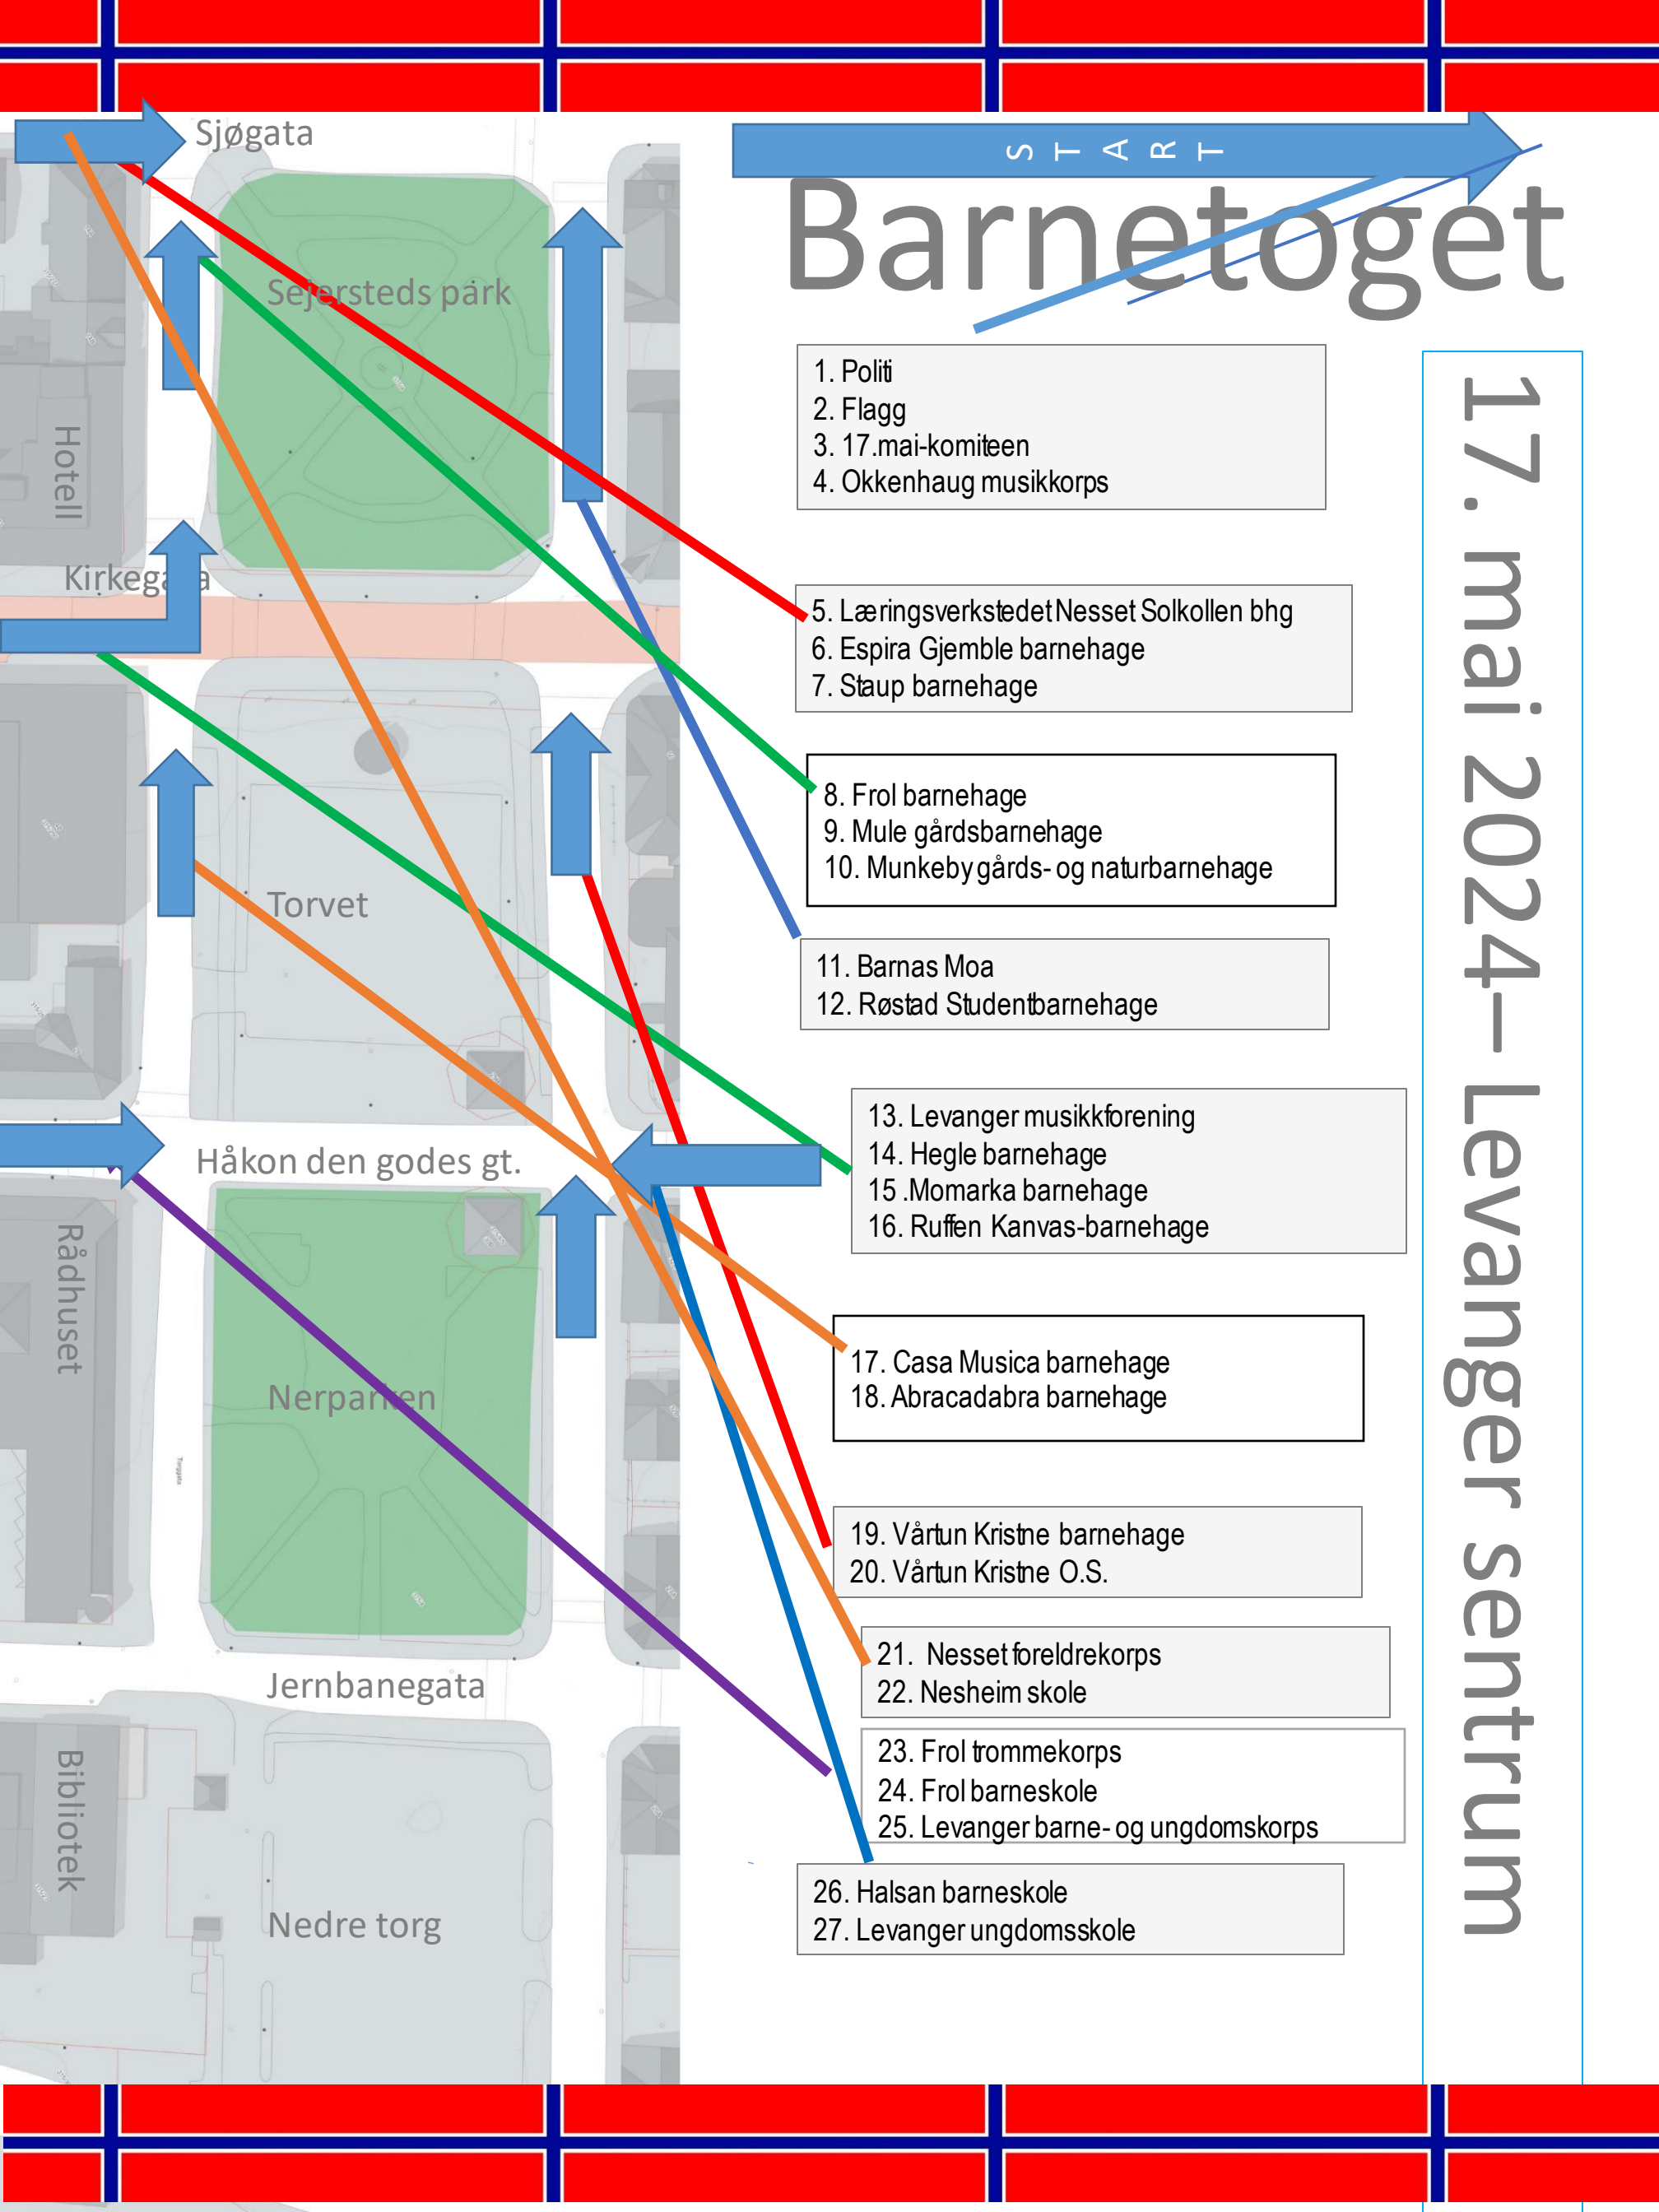 START
Barnetoget
17. mai 2024– Levanger sentrum
Sjøgata
Sejersteds park
Hotell
Kirkegata
Torvet
Håkon den godes gt.
Rådhuset
Nerparken
Torggata
Jernbanegata
Bibliotek
Nedre torg
1. Politi
2. Flagg
3. 17.mai-komiteen
4. Okkenhaug musikkorps
5. Læringsverkstedet Nesset Solkollen bhg
6. Espira Gjemble barnehage
7. Staup barnehage
8. Frol barnehage
9. Mule gårdsbarnehage
10. Munkeby gårds- og naturbarnehage
11. Barnas Moa
12. Røstad Studentbarnehage
13. Levanger musikkforening
14. Hegle barnehage
15 .Momarka barnehage
16. Ruffen Kanvas-barnehage
17. Casa Musica barnehage
18. Abracadabra barnehage
19. Vårtun Kristne barnehage
20. Vårtun Kristne O.S.
21. Nesset foreldrekorps
22. Nesheim skole
23. Frol trommekorps
24. Frol barneskole
25. Levanger barne- og ungdomskorps
26. Halsan barneskole
27. Levanger ungdomsskole